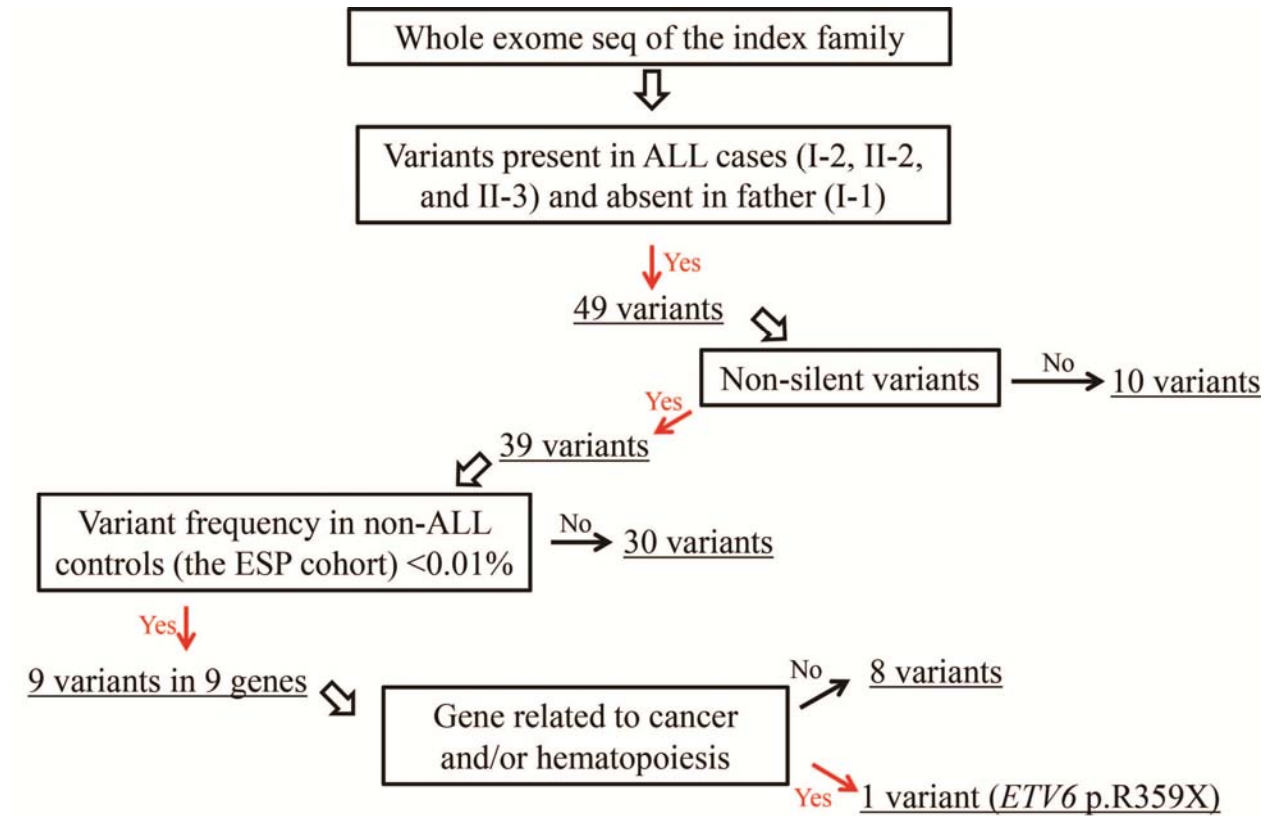 Whole exome seq of the index family
Variants present in ALL cases (I-2, II-2,
and II-3) and absent in father (I-1)
Yes
49 variants
Non-silent variants
No
10 variants
Yes
39 variants
Variant frequency in non-ALL
controls (the ESP cohort) <0.01%
No
30 variants
Yes
9 variants in 9 genes
Gene related to cancer
and/or hematopoiesis
No
8 variants
Yes
1 variant (ETV6 p.R359X)